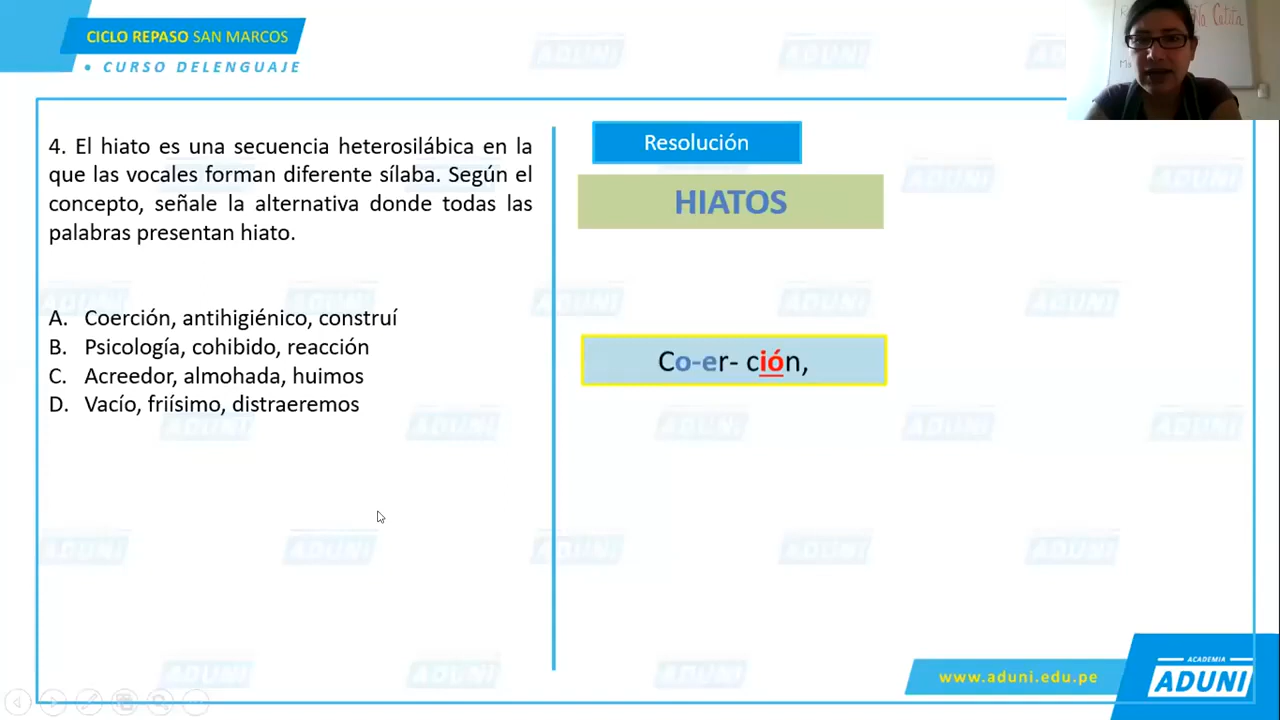 CICLO REPASO SAN MARCOS
• CURSO DELENGUAJE
4. El hiato es una secuencia heterosilábica en la
que las vocales forman diferente sílaba. Según el
concepto, señale la alternativa donde todas las
palabras presentan hiato.
A. Coerción, antihigiénico, construí
B. Psicología, cohibido, reacción
C. Acreedor, almohada, huimos
D. Vacío, friísimo, distraeremos
Resolución
HIATOS
Co-er- ción,
www.aduni.edu.pe
ACADEMIA
ADUNI